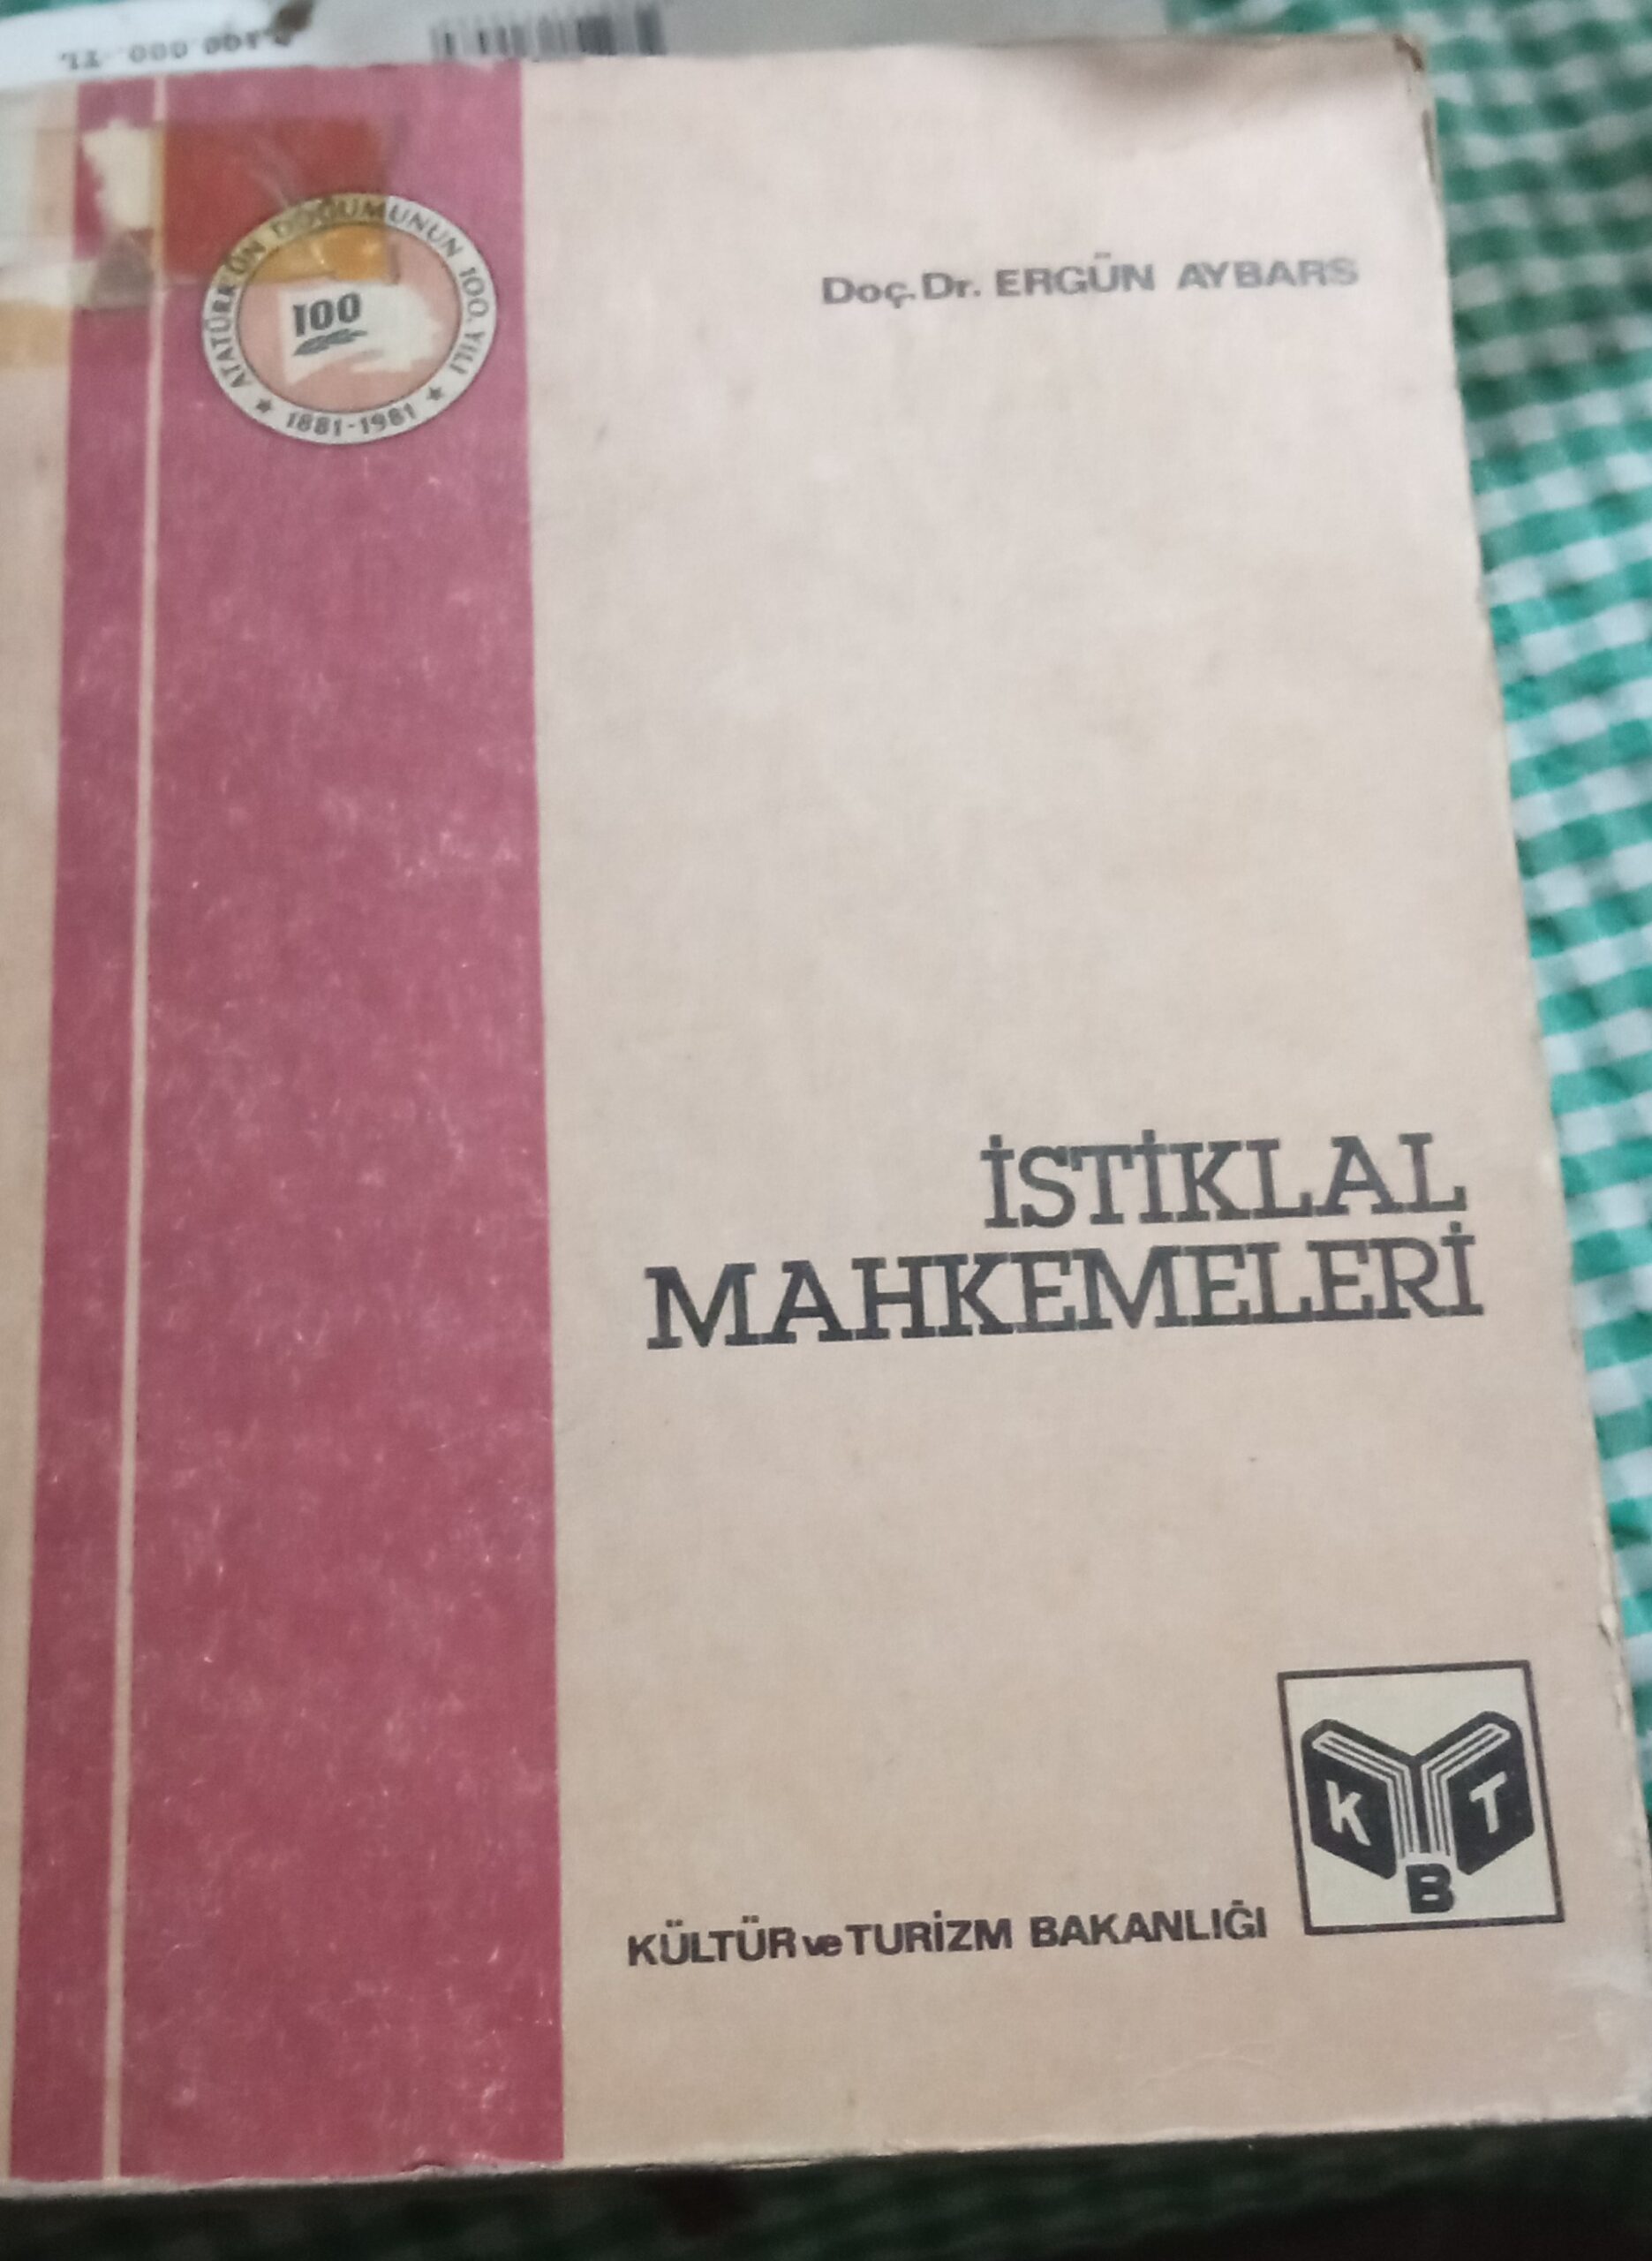 ATATÜRK'ÜN DOĞUMUNUN 100. YILI
100
1881-1981
Doç. Dr. ERGÜN AYBARS
İSTİKLAL
MAHKEMELERİ
K T
B
KÜLTÜR ve TURİZM BAKANLIĞI